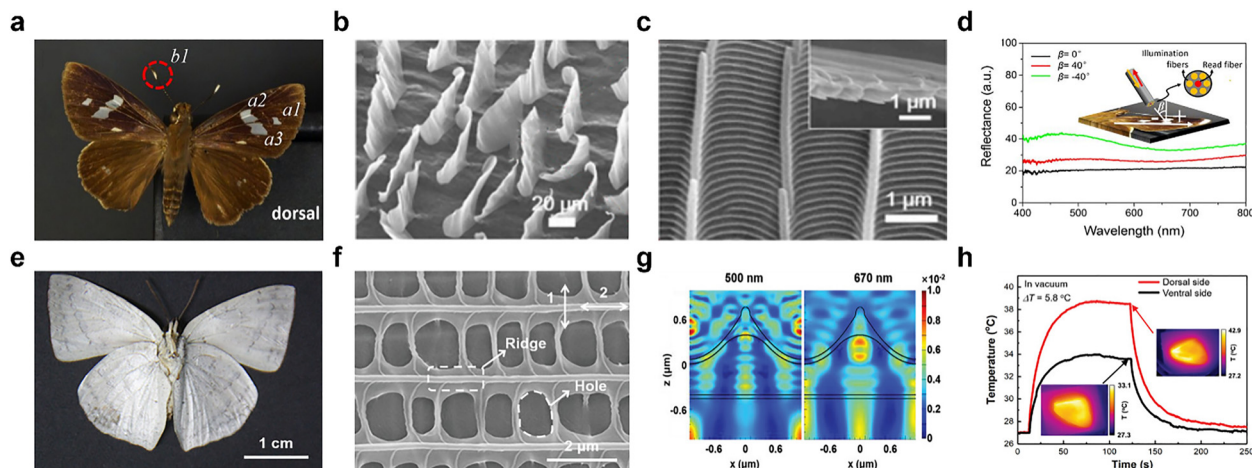 a
b1
a2
a1
a3
dorsal
b
20 μm
c
1 μm
1 μm
d
Reflectance (a.u.)
100
80
60
40
20
0
β= 0°
β= 40°
β= -40°
Illumination
fibers
Read fiber
400 500 600 700 800
Wavelength (nm)
e
1 cm
f
1
2
Ridge
Hole
2 μm
g
500 nm
670 nm
×10⁻²
z (μm)
0.6
0
-0.6
-0.6 0 0.6
-0.6 0 0.6
x (μm)
x (μm)
1.0
0.8
0.6
0.4
0.2
0
h
Temperature (°C)
42
40
38
36
34
32
30
28
26
In vacuum
ΔT = 5.8 °C
Dorsal side
Ventral side
42.9
T (°C)
27.2
33.1
T (°C)
27.3
0 50 100 150 200 250
Time (s)